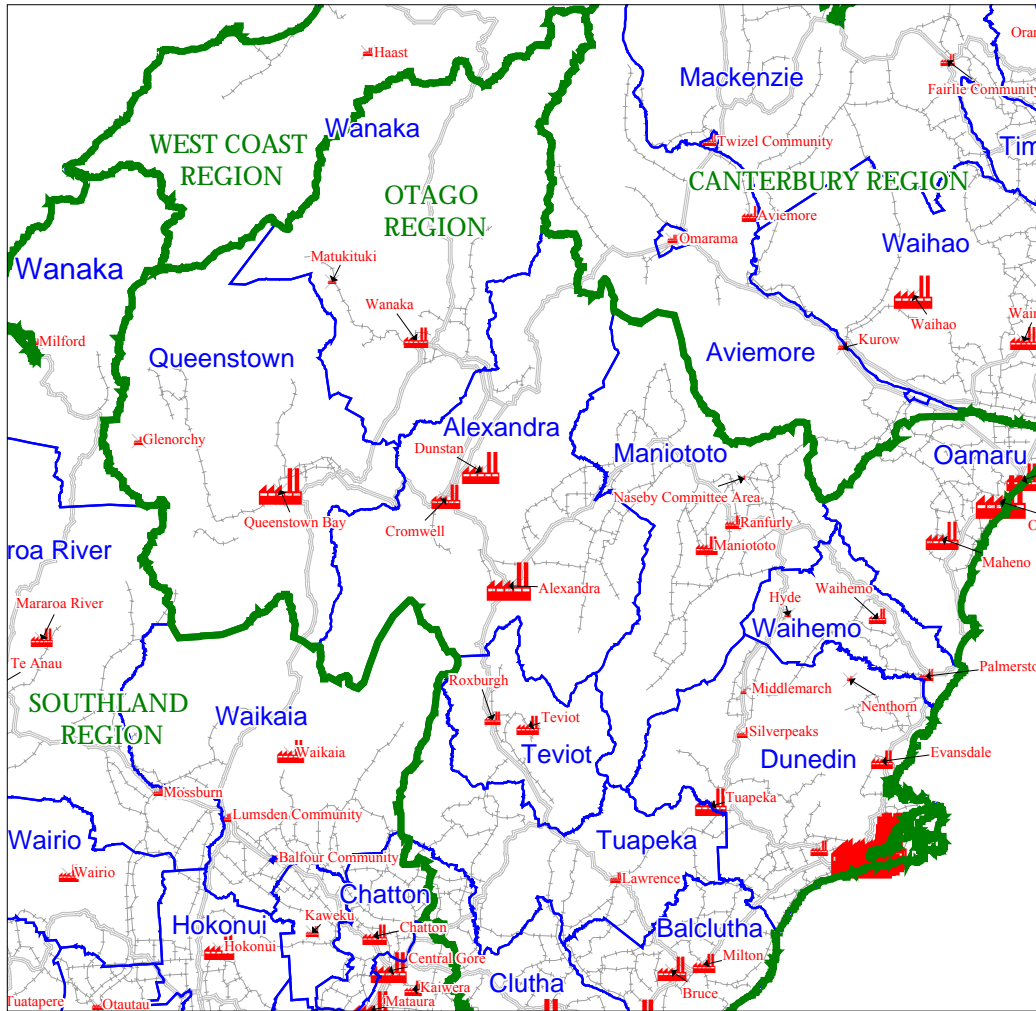 Haast
Oran
Fairlie Community
Mackenzie
Wanaka
WEST COAST
REGION
Twizel Community
Tim
CANTERBURY REGION
OTAGO
REGION
Aviemore
Omarama
Waihao
Wanaka
Matukituki
Wanaka
Waihao
Milford
Queenstown
Aviemore
Kurow
Glenorchy
Alexandra
Dunstan
Maniototo
Oamaru
Naseby Committee Area
Queenstown Bay
Cromwell
Ranfurly
Maniototo
Maheno
roa River
Alexandra
Hyde
Waihemo
Mararoa River
Waihemo
Te Anau
Palmersto
Roxburgh
Middlemarch
Nenthorn
SOUTHLAND
REGION
Waikaia
Teviot
Silverpeaks
Waikaia
Teviot
Dunedin
Evansdale
Mossburn
Tuapeka
Lumsden Community
Wairio
Tuapeka
Balfour Community
Wairio
Lawrence
Chatton
Kaweku
Hokonui
Chatton
Balclutha
Hokonui
Central Gore
Milton
Clutha
Kaiwera
Bruce
Tuatapere
Otautau
Mataura